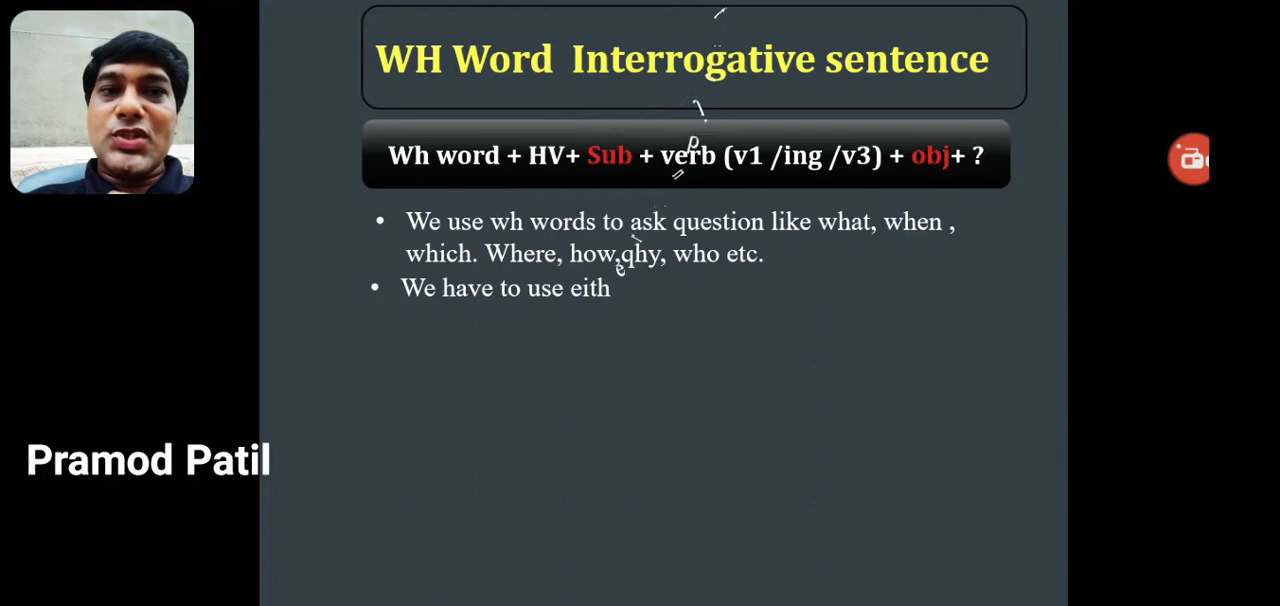 WH Word Interrogative sentence
Wh word + HV+ Sub + verb (v1 /ing /v3) + obj+ ?
• We use wh words to ask question like what, when ,
which. Where, how,qhy, who etc.
• We have to use eith
Pramod Patil